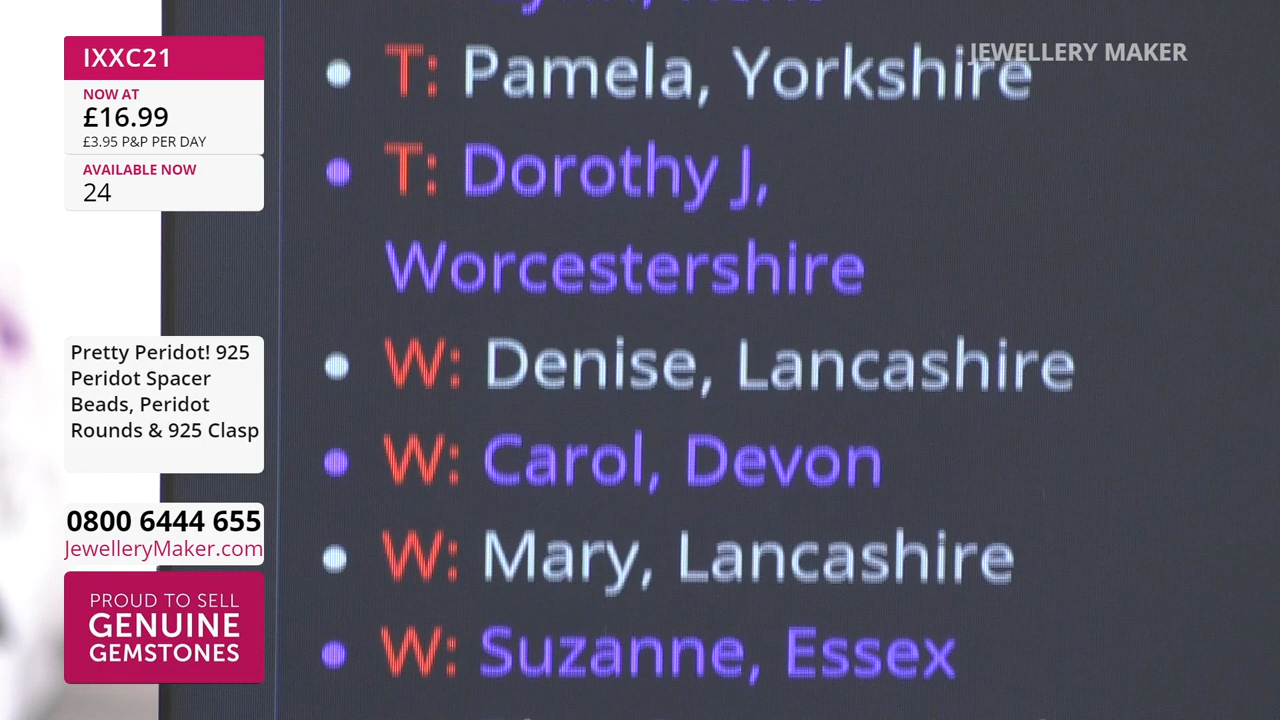 IXXC21
NOW AT
£16.99
£3.95 P&P PER DAY
AVAILABLE NOW
24
Pretty Peridot! 925
Peridot Spacer
Beads, Peridot
Rounds & 925 Clasp
0800 6444 655
JewelleryMaker.com
PROUD TO SELL
GENUINE
GEMSTONES
JEWELLERY MAKER
• T: Pamela, Yorkshire
• T: Dorothy J,
Worcestershire
• W: Denise, Lancashire
• W: Carol, Devon
• W: Mary, Lancashire
• W: Suzanne, Essex